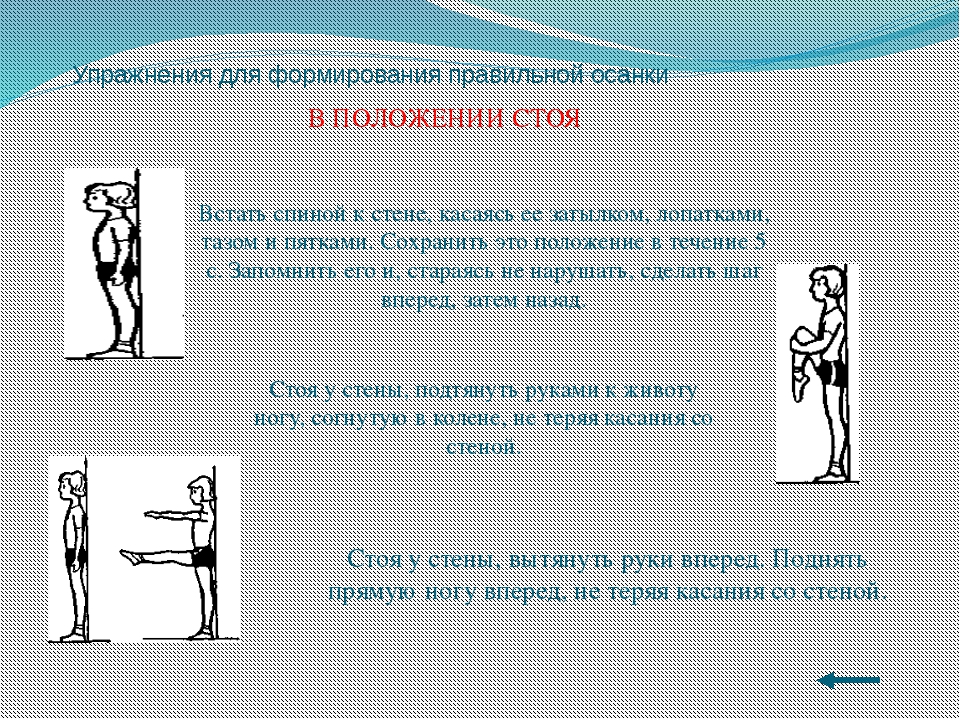 Упражнения для формирования правильной осанки
В ПОЛОЖЕНИИ СТОЯ
Встать спиной к стене, касаясь ее затылком, лопатками,
тазом и пятками. Сохранить это положение в течение 5
с. Запомнить его и, стараясь не нарушать, сделать шаг
вперед, затем назад.
Стоя у стены, подтянуть руками к животу
ногу, согнутую в колене, не теряя касания со
стеной.
Стоя у стены, вытянуть руки вперед. Поднять
прямую ногу вперед, не теряя касания со стеной.